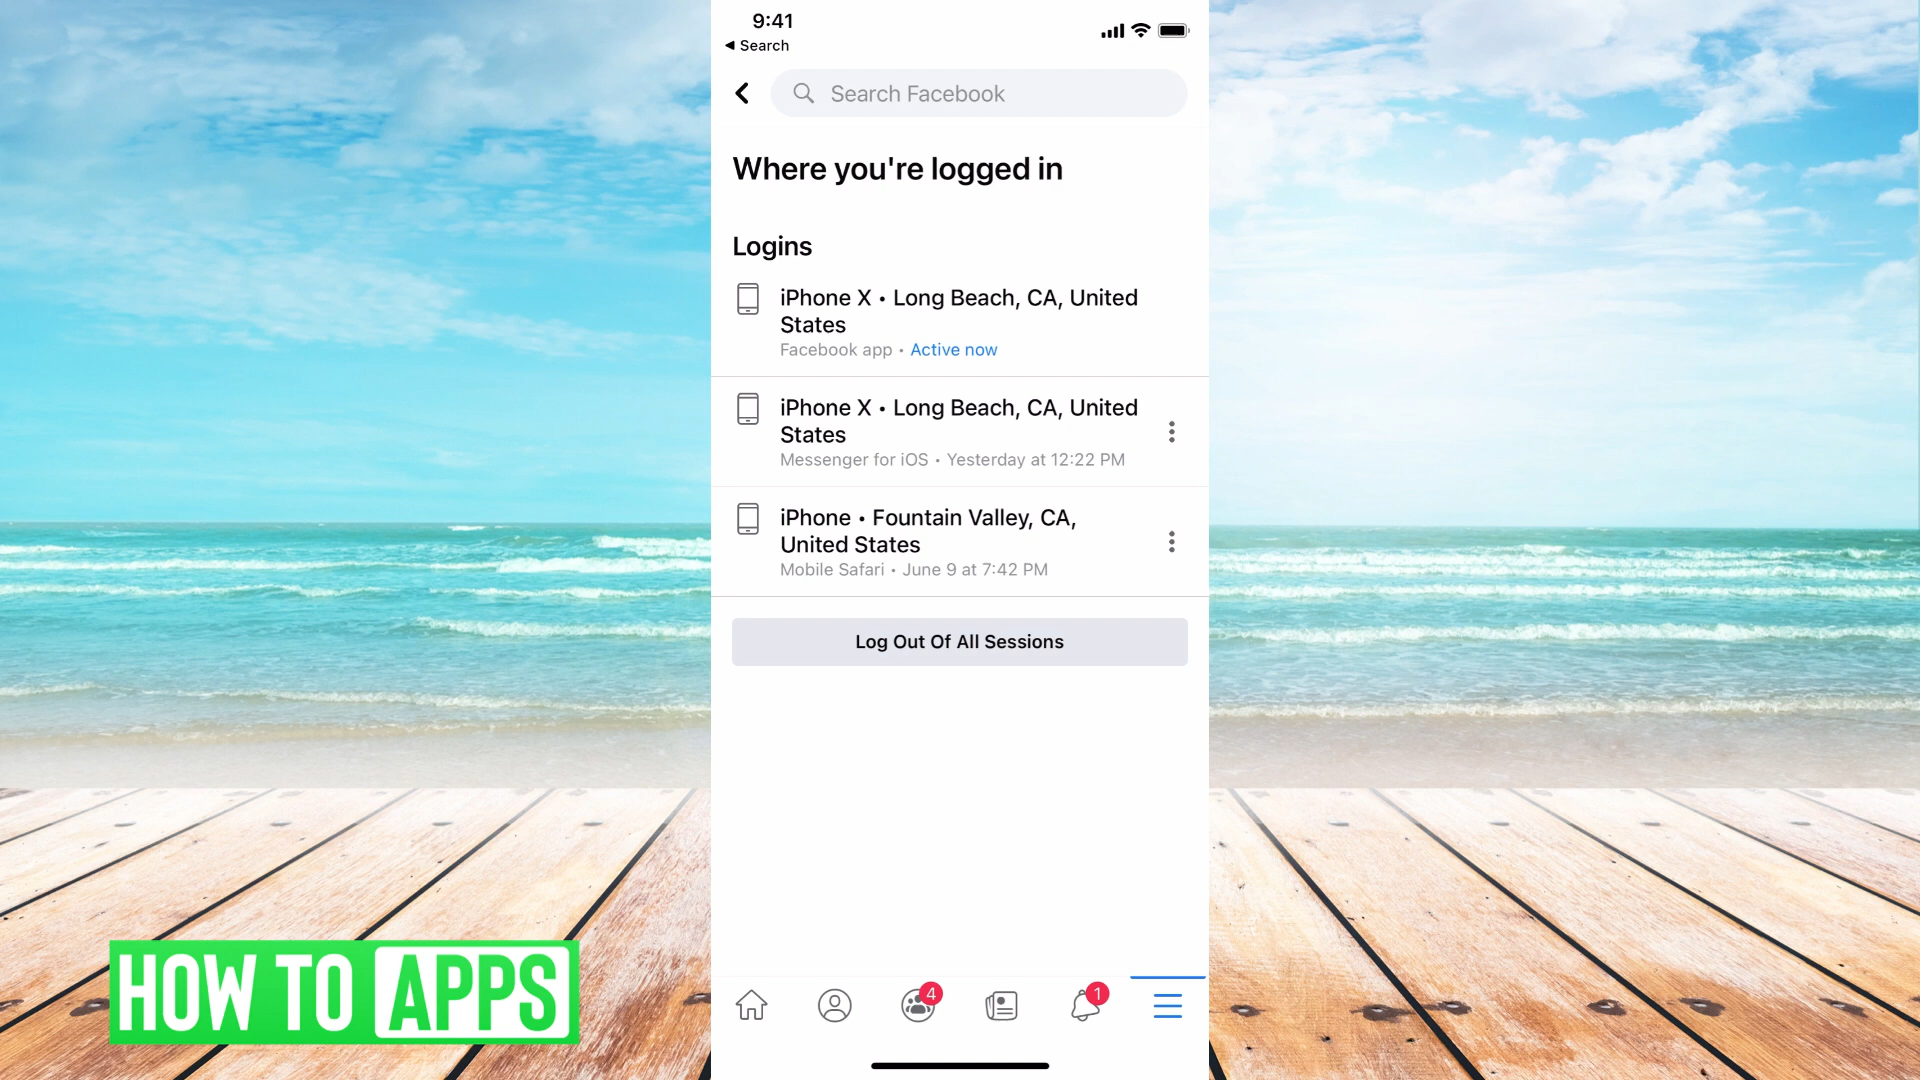 9:41
◀ Search
Search Facebook
Where you're logged in
Logins
iPhone X • Long Beach, CA, United
States
Facebook app • Active now
iPhone X • Long Beach, CA, United
States
Messenger for iOS • Yesterday at 12:22 PM
iPhone • Fountain Valley, CA,
United States
Mobile Safari • June 9 at 7:42 PM
Log Out Of All Sessions
4
1
HOW TO APPS